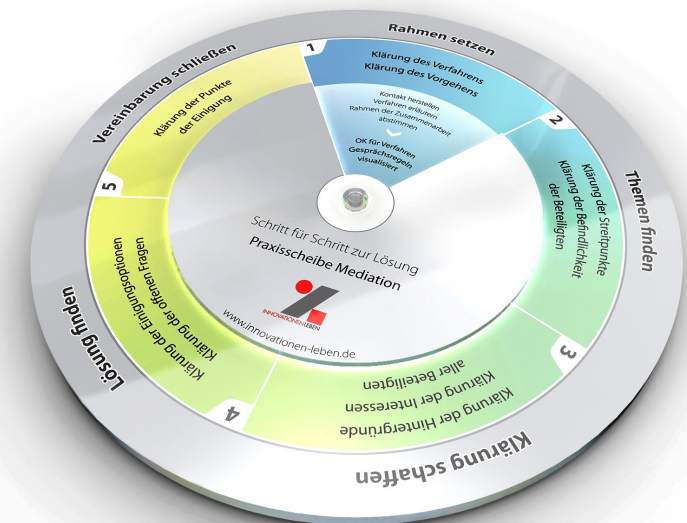 Rahmen setzen
1
Klärung des Verfahrens
Klärung des Vorgehens
Kontakt herstellen
Verfahren erläutern
Rahmen der Zusammenarbeit
abstimmen
OK für Verfahren
Gesprächsregeln
visualisiert
Themen finden
2
Klärung der Streitpunkte
Klärung der Befindlichkeit
der Beteiligten
Klärung schaffen
3
Klärung der Hintergründe
Klärung der Interessen
aller Beteiligten
Lösung finden
4
Klärung der Einigungsoptionen
Klärung der offenen Fragen
Vereinbarung schließen
5
Klärung der Punkte
der Einigung
Schritt für Schritt zur Lösung
Praxisscheibe Mediation
INNOVATIONENLEBEN
www.innovationen-leben.de